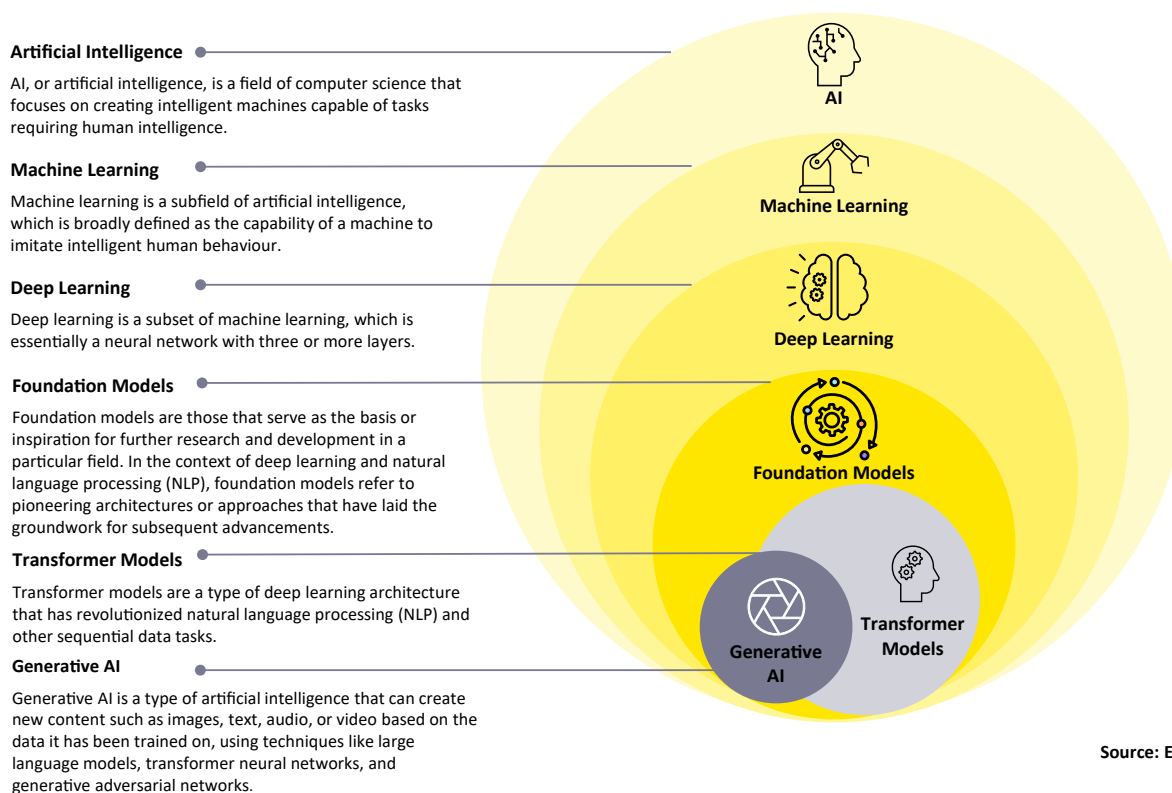 Artificial Intelligence
AI, or artificial intelligence, is a field of computer science that
focuses on creating intelligent machines capable of tasks
requiring human intelligence.
Machine Learning
Machine learning is a subfield of artificial intelligence,
which is broadly defined as the capability of a machine to
imitate intelligent human behaviour.
Deep Learning
Deep learning is a subset of machine learning, which is
essentially a neural network with three or more layers.
Foundation Models
Foundation models are those that serve as the basis or
inspiration for further research and development in a
particular field. In the context of deep learning and natural
language processing (NLP), foundation models refer to
pioneering architectures or approaches that have laid the
groundwork for subsequent advancements.
Transformer Models
Transformer models are a type of deep learning architecture
that has revolutionized natural language processing (NLP) and
other sequential data tasks.
Generative AI
Generative AI is a type of artificial intelligence that can create
new content such as images, text, audio, or video based on the
data it has been trained on, using techniques like large
language models, transformer neural networks, and
generative adversarial networks.
AI
Machine Learning
Deep Learning
Foundation Models
Transformer
Models
Generative
AI
Source: E